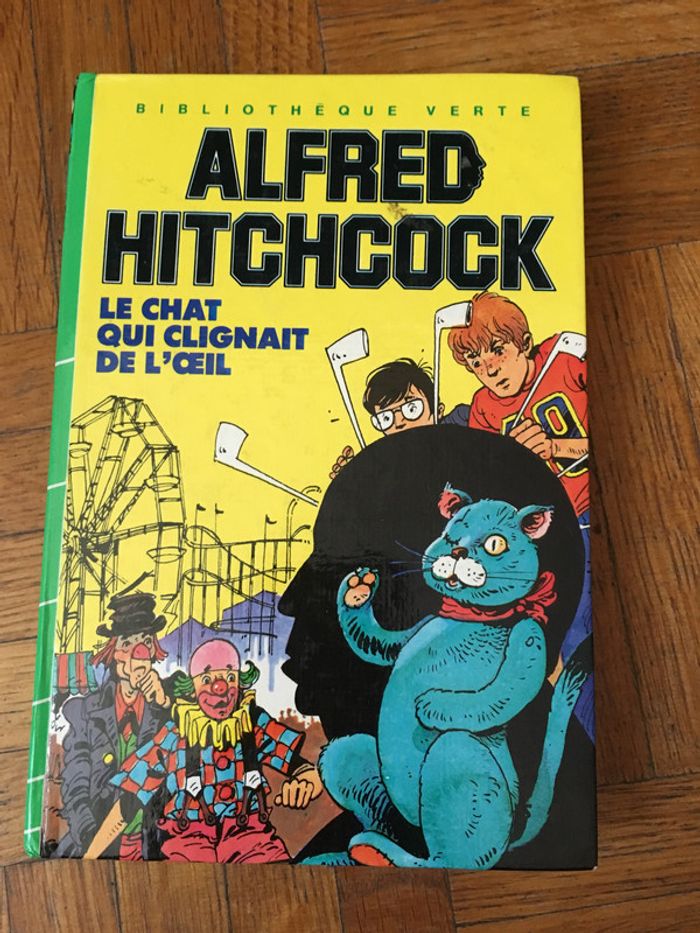 BIBLIOTHÈQUE VERTE
ALFRED
HITCHCOCK
LE CHAT
QUI CLIGNAIT
DE L'ŒIL